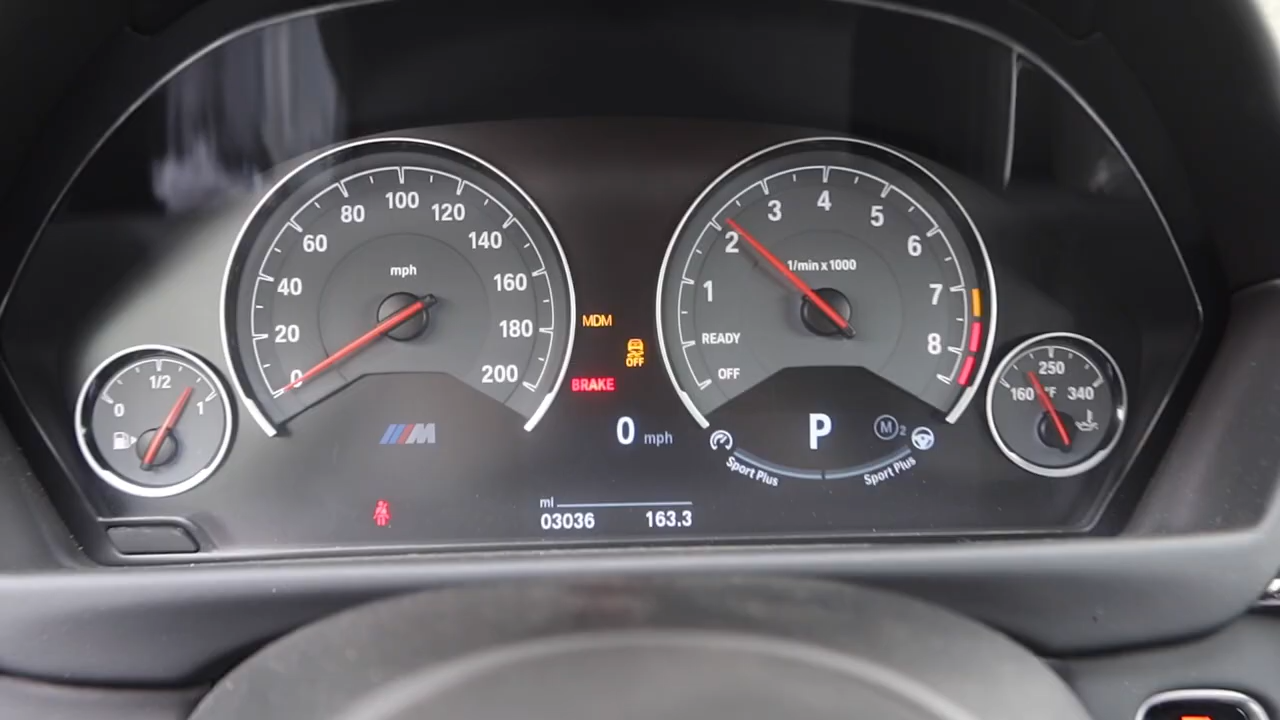 0
20
40
60
80
100
120
140
160
180
200
mph
0
1/2
1
M
MDM
OFF
BRAKE
0 mph
ml
03036 163.3
OFF
READY
1
2
3
4
5
6
7
8
1/min x 1000
P
M2
Sport Plus
Sport Plus
160
250
340
°F